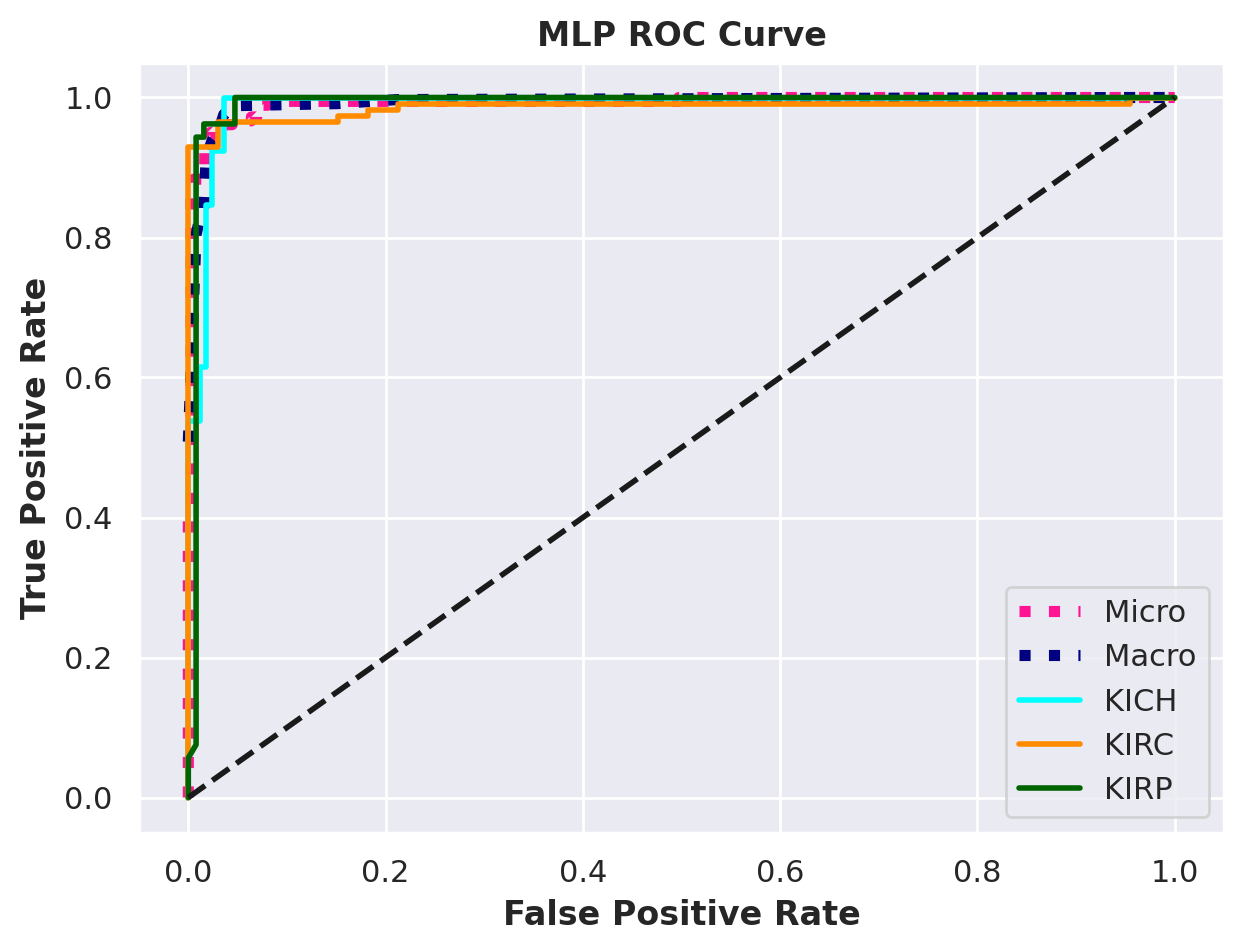 MLP ROC Curve
True Positive Rate
1.0
0.8
0.6
0.4
0.2
0.0
Micro
Macro
KICH
KIRC
KIRP
0.0 0.2 0.4 0.6 0.8 1.0
False Positive Rate